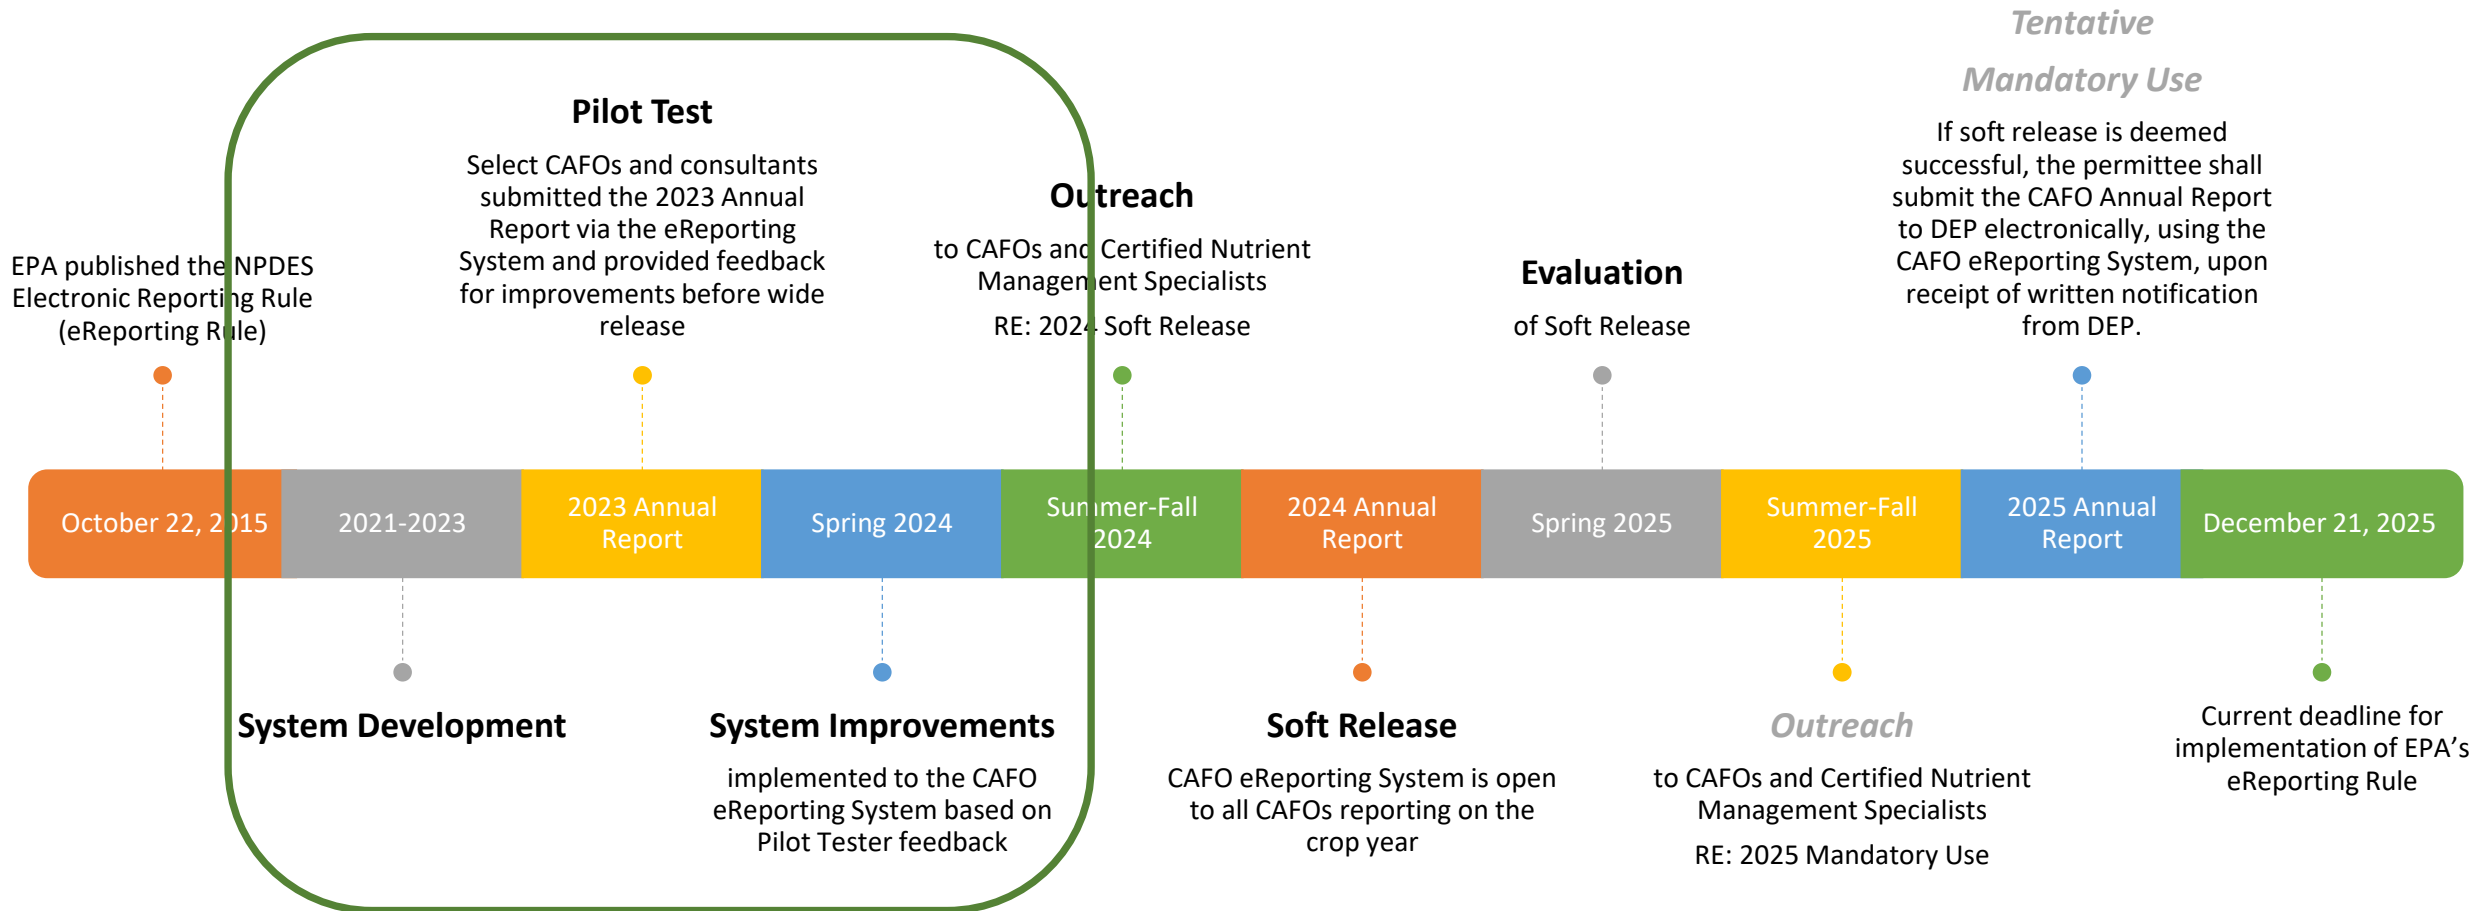 EPA published the NPDES
Electronic Reporting Rule
(eReporting Rule)
Pilot Test
Select CAFOs and consultants
submitted the 2023 Annual
Report via the eReporting
System and provided feedback
for improvements before wide
release
Outreach
to CAFOs and Certified Nutrient
Management Specialists
RE: 2024 Soft Release
Evaluation
of Soft Release
Tentative
Mandatory Use
If soft release is deemed
successful, the permittee shall
submit the CAFO Annual Report
to DEP electronically, using the
CAFO eReporting System, upon
receipt of written notification
from DEP.
October 22, 2015
2021-2023
2023 Annual
Report
Spring 2024
Summer-Fall
2024
2024 Annual
Report
Spring 2025
Summer-Fall
2025
2025 Annual
Report
December 21, 2025
System Development
System Improvements
implemented to the CAFO
eReporting System based on
Pilot Tester feedback
Soft Release
CAFO eReporting System is open
to all CAFOs reporting on the
crop year
Outreach
to CAFOs and Certified Nutrient
Management Specialists
RE: 2025 Mandatory Use
Current deadline for
implementation of EPA’s
eReporting Rule